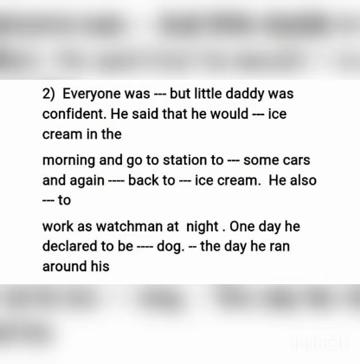 2) Everyone was --- but little daddy was
confident. He said that he would --- ice
cream in the
morning and go to station to --- some cars
and again ---- back to --- ice cream. He also
--- to
work as watchman at night . One day he
declared to be ---- dog. -- the day he ran
around his